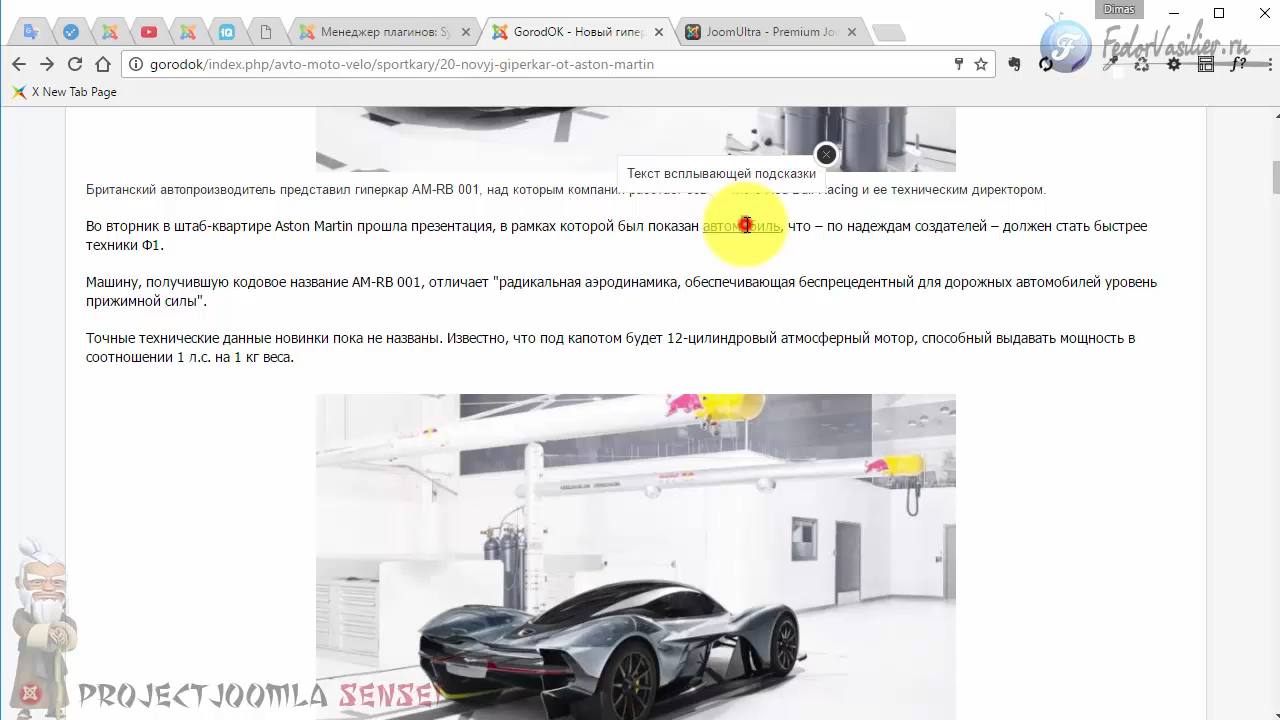 Dimas
Менеджер плагинов: Sy
GorodOK - Новый гипер
JoomUltra - Premium Joo
FedorVasiliev.ru
gorodok/index.php/avto-moto-velo-
tkany/20-novyj-giperkar-ot-aston-martin
X New Tab Page
Текст всплывающей подсказки
Британский автопроизводитель представил гиперкар AM-RB 001, над которым компания
Racing и ее техническим директором.
Во вторник в штаб-квартире Aston Martin прошла презентация, в рамках которой был показан автомобиль, что – по надеждам создателей – должен стать быстрее
техники Ф1.
Машину, получившую кодовое название AM-RB 001, отличает "радикальная аэродинамика, обеспечивающая беспрецедентный для дорожных автомобилей уровень
прижимной силы".
Точные технические данные новинки пока не названы. Известно, что под капотом будет 12-цилиндровый атмосферный мотор, способный выдавать мощность в
соотношении 1 л.с. на 1 кг веса.
PROJECTJOOMLA SENSEI